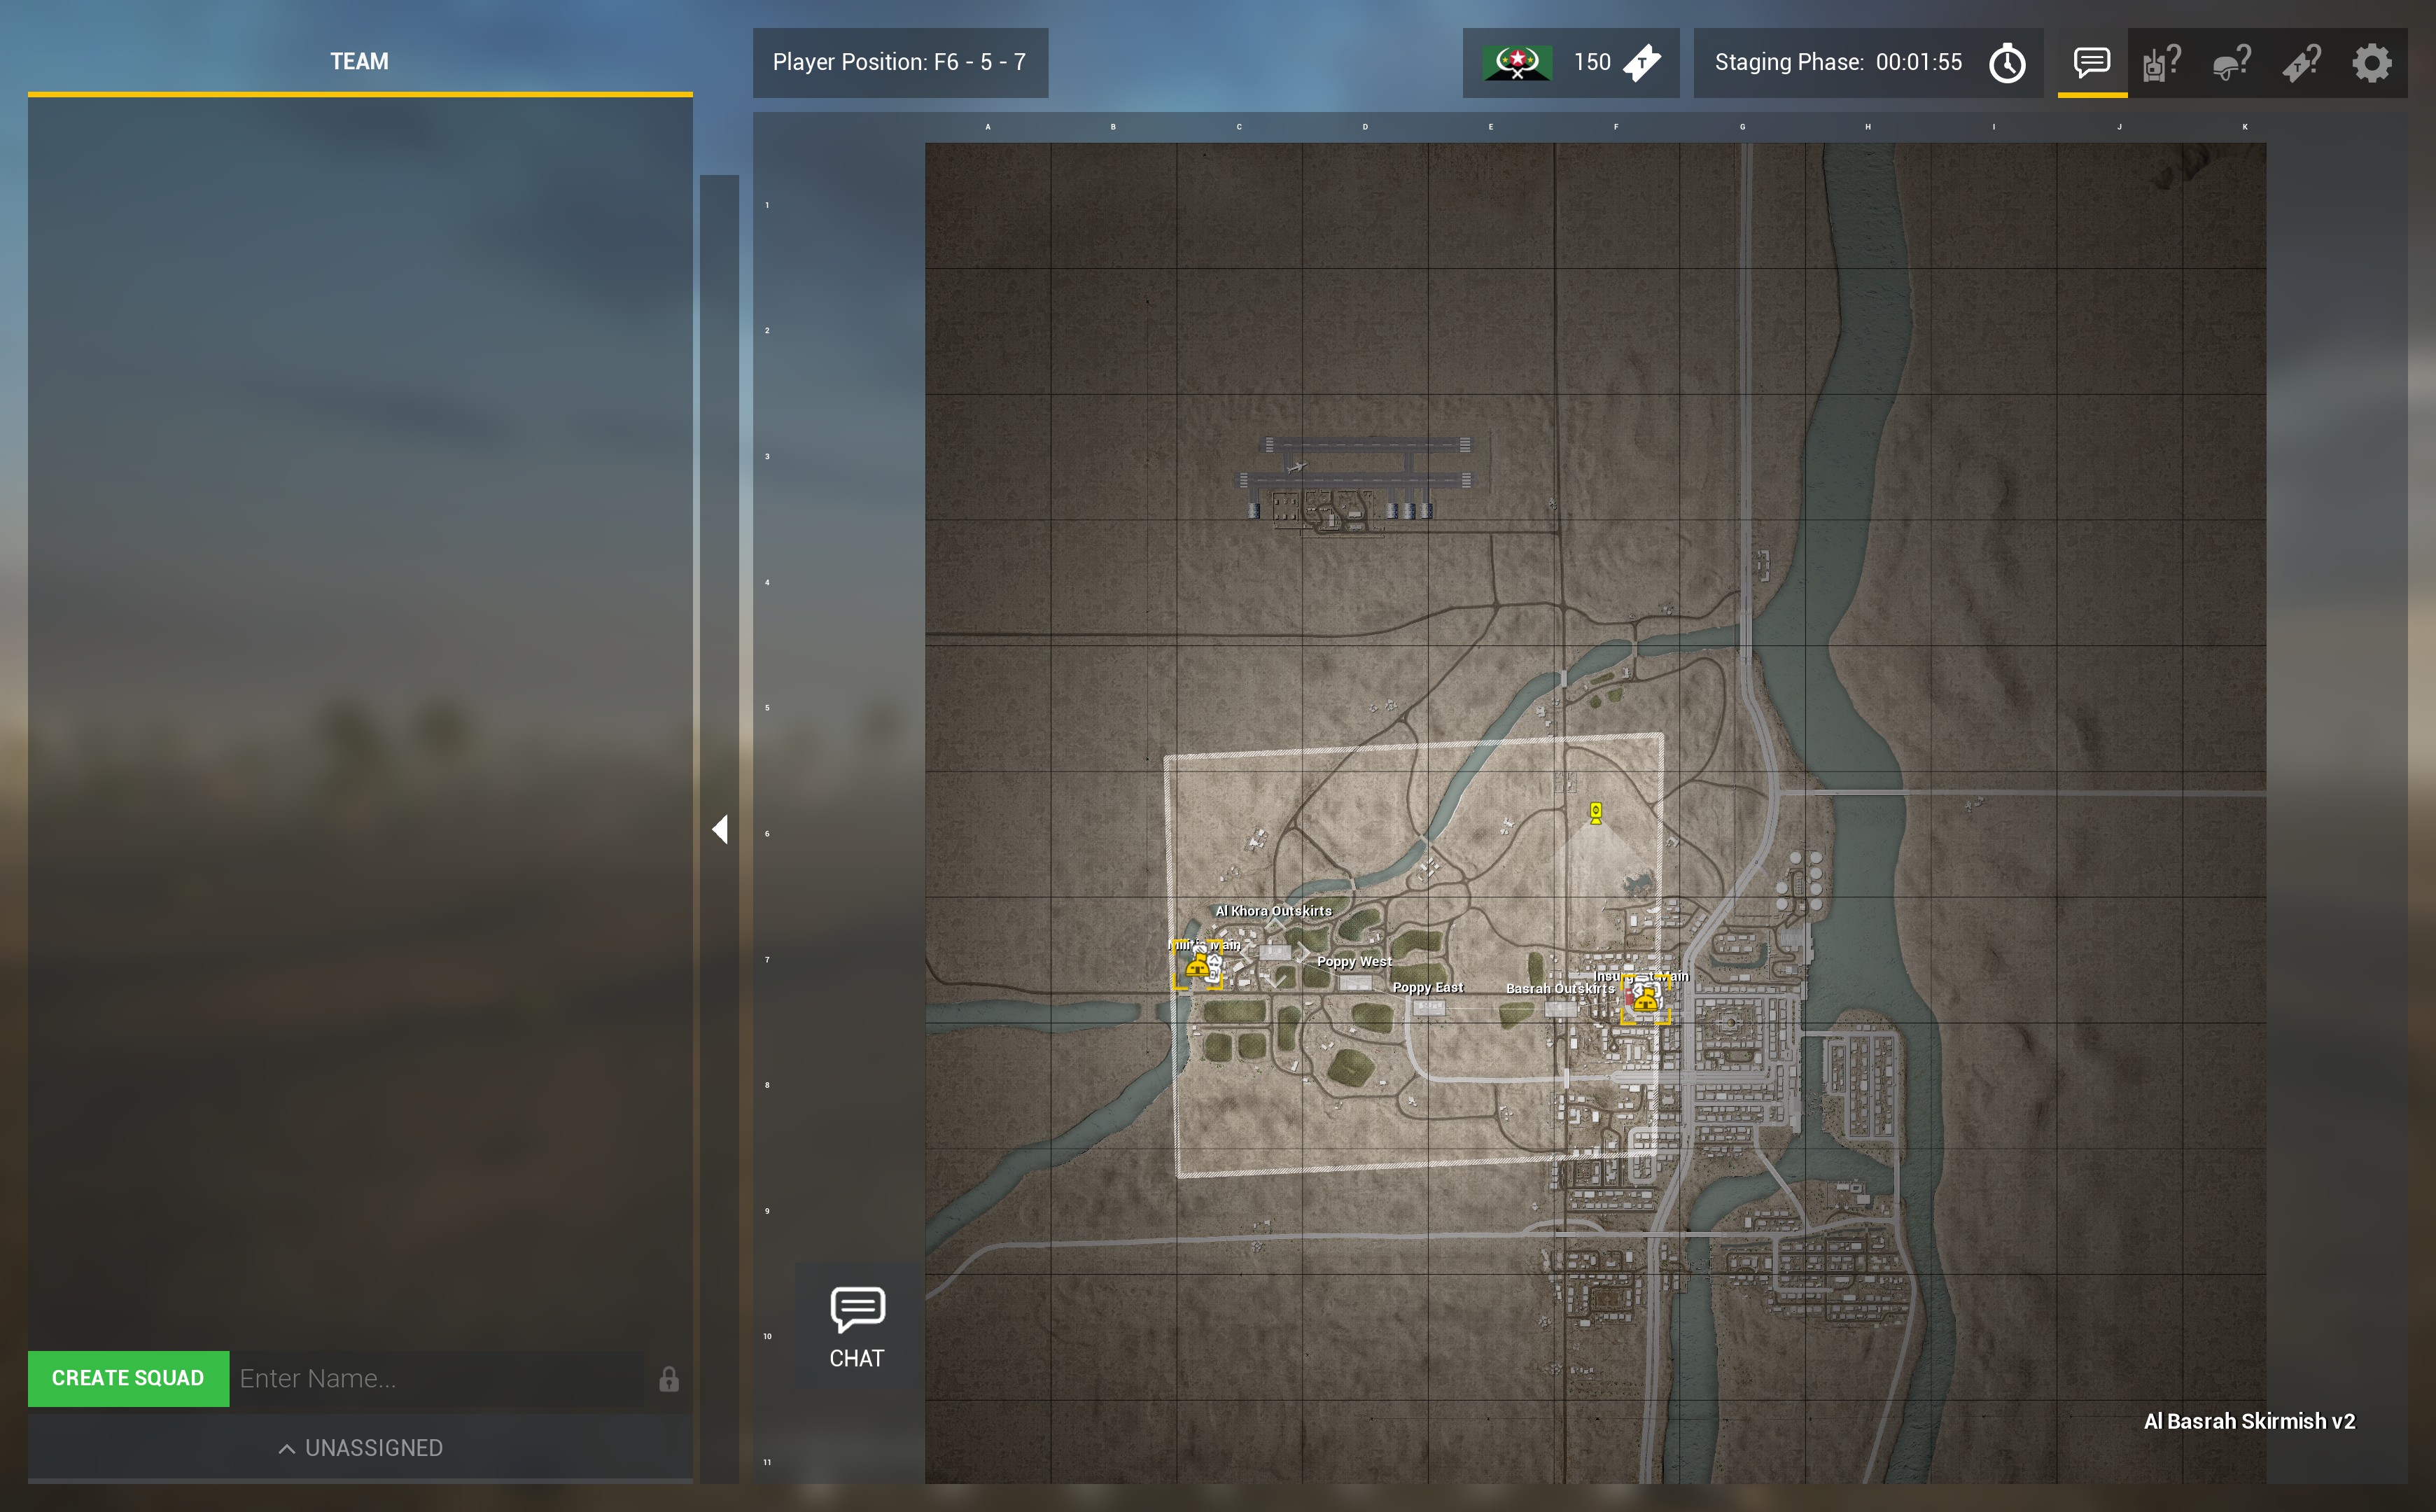 TEAM
Player Position: F6 - 5 - 7
150
T
Staging Phase: 00:01:55
?
?
T?
A B C D E F G H I J K
1
2
3
4
5
6
7
8
9
10
11
Al Khora Outskirts
Poppy West
Poppy East
Basrah Outskirts
CHAT
CREATE SQUAD
Enter Name...
UNASSIGNED
Al Basrah Skirmish v2